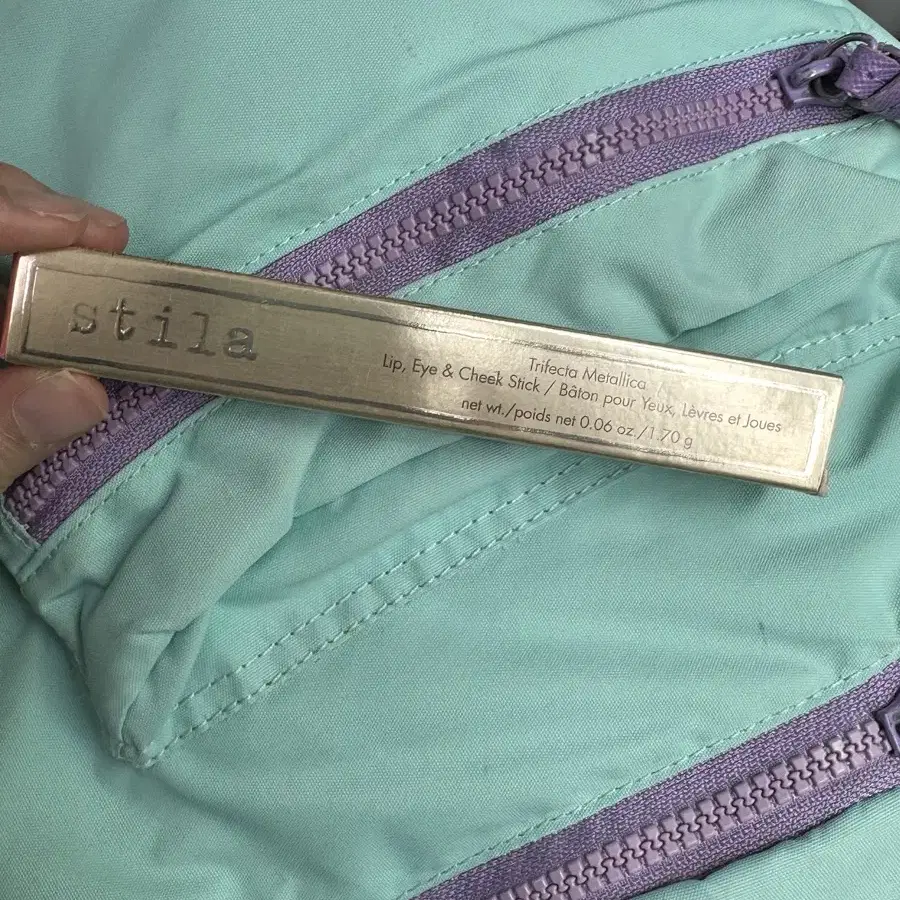 stila
Trifecta Metallica
Lip, Eye & Cheek Stick / Bâton pour Yeux, Lèvres et Joues
net wt./poids net 0.06 oz./1.70 g